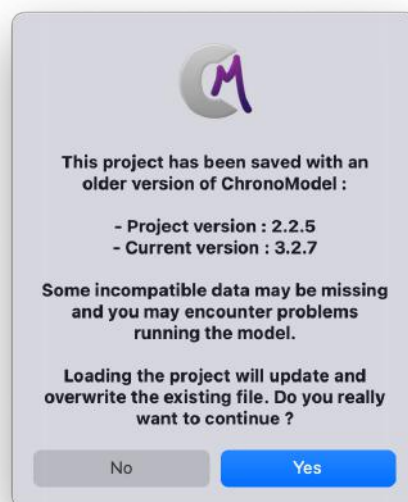 This project has been saved with an
older version of ChronoModel :
- Project version : 2.2.5
- Current version : 3.2.7
Some incompatible data may be missing
and you may encounter problems
running the model.
Loading the project will update and
overwrite the existing file. Do you really
want to continue ?
No
Yes